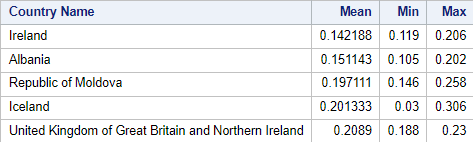 Country Name Mean Min Max
Ireland 0.142188 0.119 0.206
Albania 0.151143 0.105 0.202
Republic of Moldova 0.197111 0.146 0.258
Iceland 0.201333 0.03 0.306
United Kingdom of Great Britain and Northern Ireland 0.2089 0.188 0.23